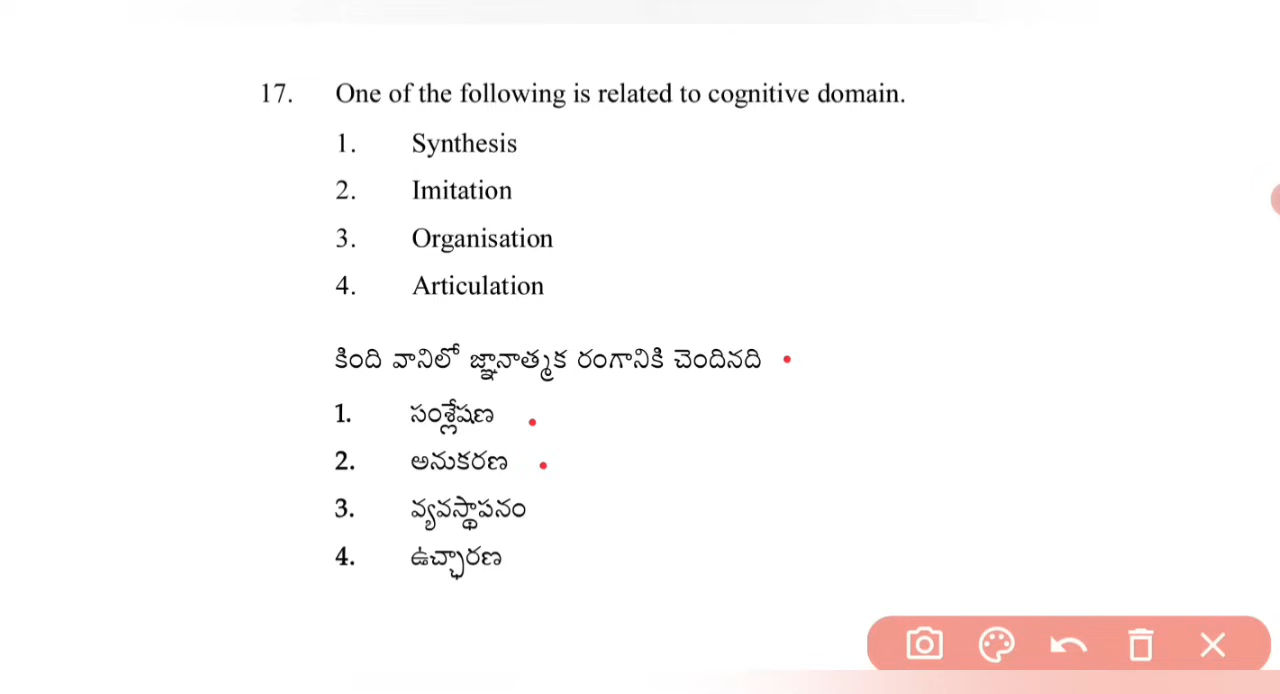 17. One of the following is related to cognitive domain.
1. Synthesis
2. Imitation
3. Organisation
4. Articulation
కింది వానిలో జ్ఞానాత్మక రంగానికి చెందినది
1. సంశ్లేషణ
2. అనుకరణ
3. వ్యవస్థాపనం
4. ఉచ్ఛారణ